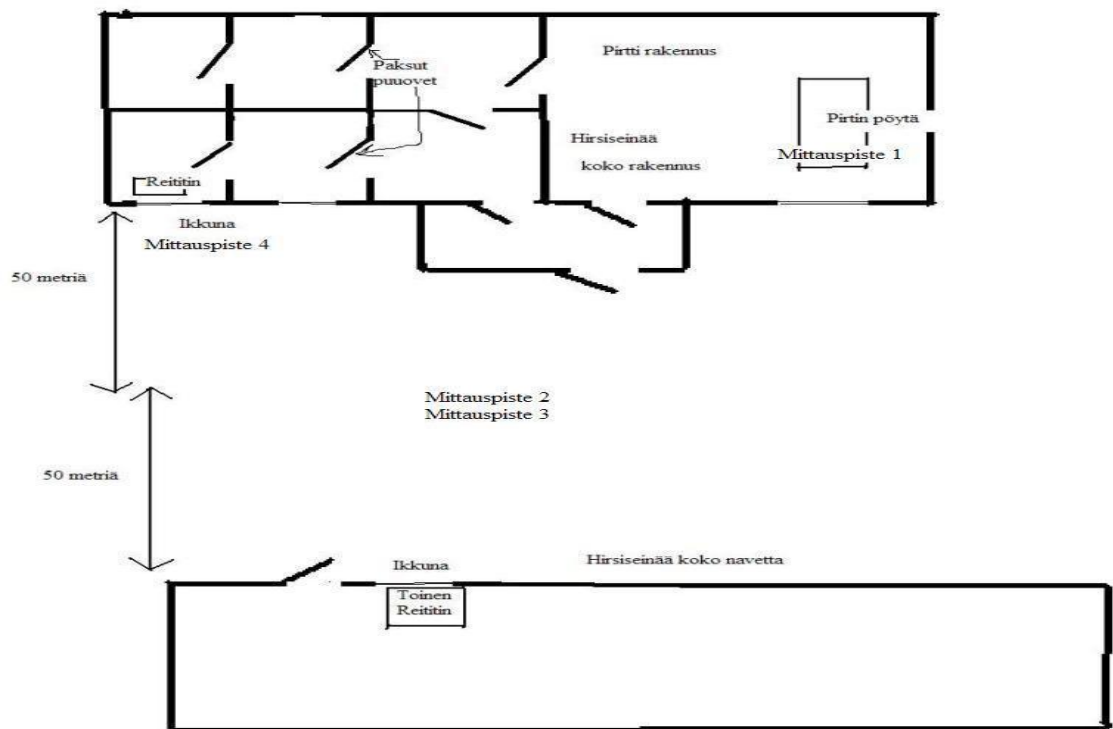 Pirtti rakennus
Paksut
puuovet
Pirtin pöytä
Hirsiseinää
koko rakennus
Mittauspiste 1
Reititin
Ikkuna
Mittauspiste 4
50 metriä
Mittauspiste 2
Mittauspiste 3
50 metriä
Ikkuna
Hirsiseinää koko navetta
Toinen
Reititin